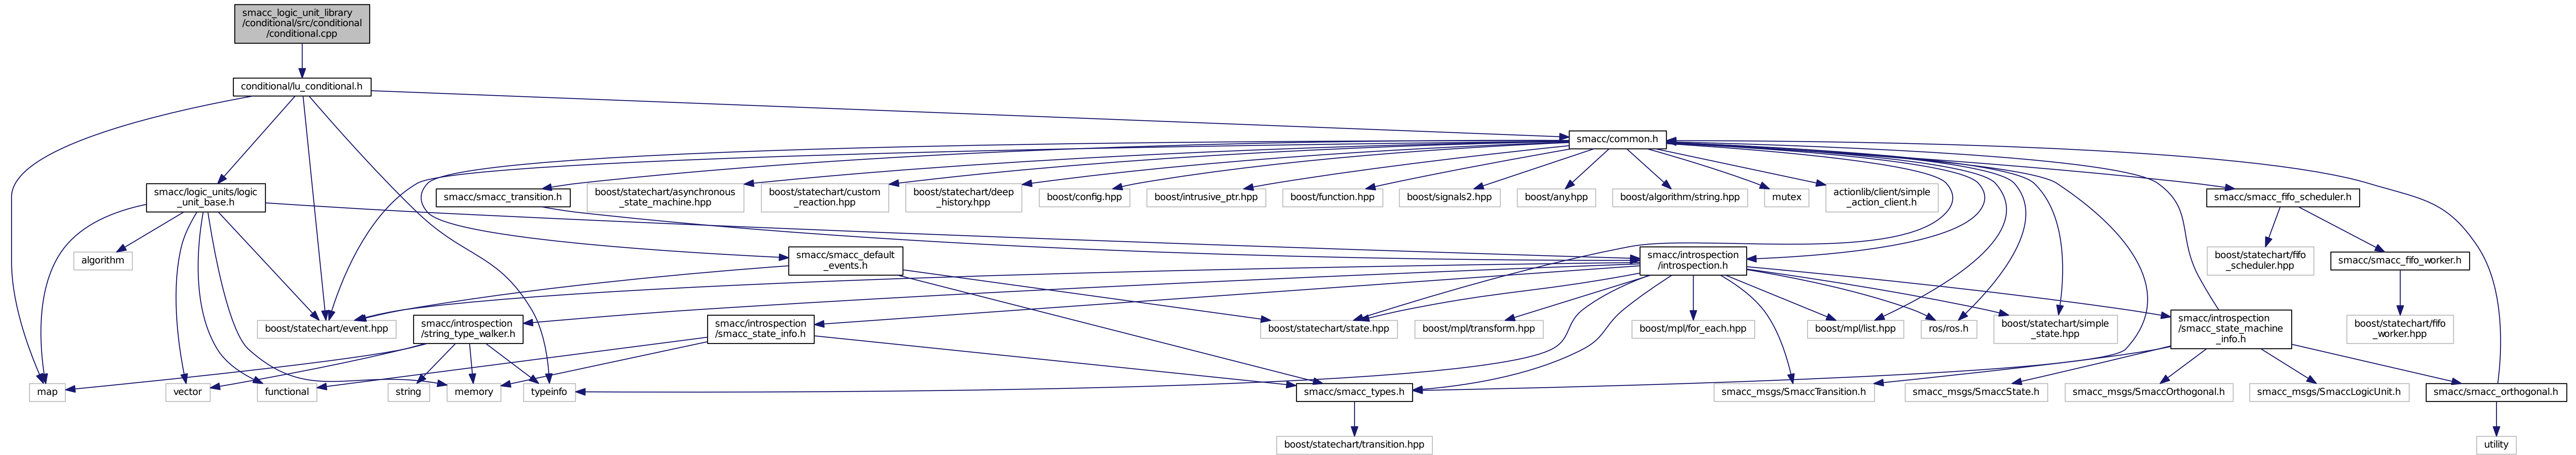 smacc_logic_unit_library
/conditional/src/conditional
/conditional.cpp
conditional/lu_conditional.h
smacc/common.h
smacc/logic_units/logic
_unit_base.h
smacc/smacc_transition.h
boost/statechart/asynchronous
_state_machine.hpp
boost/statechart/custom
_reaction.hpp
boost/statechart/deep
_history.hpp
boost/config.hpp
boost/intrusive_ptr.hpp
boost/function.hpp
boost/signals2.hpp
boost/any.hpp
boost/algorithm/string.hpp
mutex
actionlib/client/simple
_action_client.h
smacc/smacc_fifo_scheduler.h
algorithm
smacc/smacc_default
_events.h
smacc/introspection
/introspection.h
boost/statechart/fifo
_scheduler.hpp
smacc/smacc_fifo_worker.h
boost/statechart/event.hpp
smacc/introspection
/string_type_walker.h
smacc/introspection
/smacc_state_info.h
boost/statechart/state.hpp
boost/mpl/transform.hpp
boost/mpl/for_each.hpp
boost/mpl/list.hpp
ros/ros.h
boost/statechart/simple
_state.hpp
smacc/introspection
/smacc_state_machine
_info.h
boost/statechart/fifo
_worker.hpp
map
vector
functional
string
memory
typeinfo
smacc/smacc_types.h
smacc_msgs/SmaccTransition.h
smacc_msgs/SmaccState.h
smacc_msgs/SmaccOrthogonal.h
smacc_msgs/SmaccLogicUnit.h
smacc/smacc_orthogonal.h
boost/statechart/transition.hpp
utility